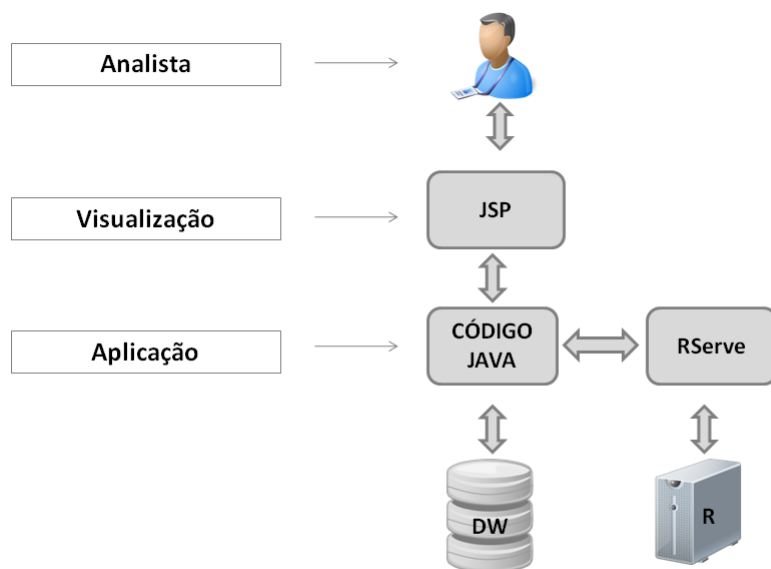 Analista
Visualização
JSP
Aplicação
CÓDIGO
JAVA
RServe
DW
R